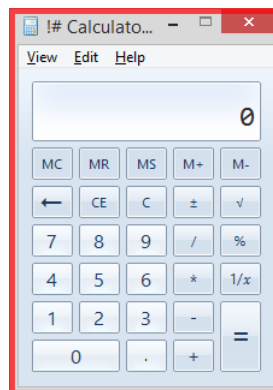 !# Calculato...
View Edit Help
0
MC MR MS M+ M-
← CE C ± √
7 8 9 / %
4 5 6 * 1/x
1 2 3 - =
0 . +